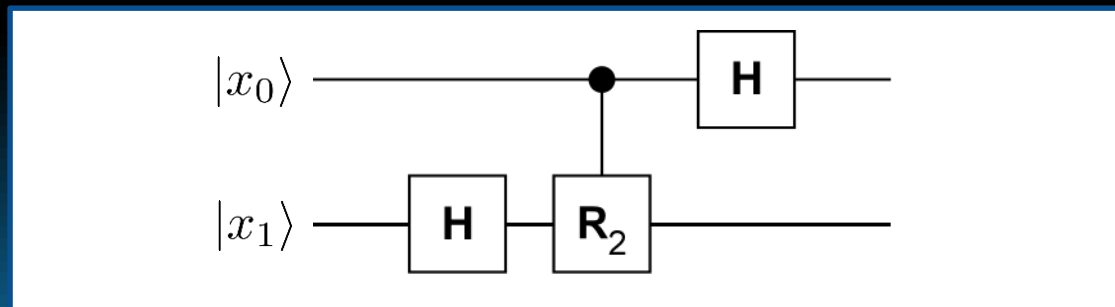 |x₀⟩ H
|x₁⟩ H R₂